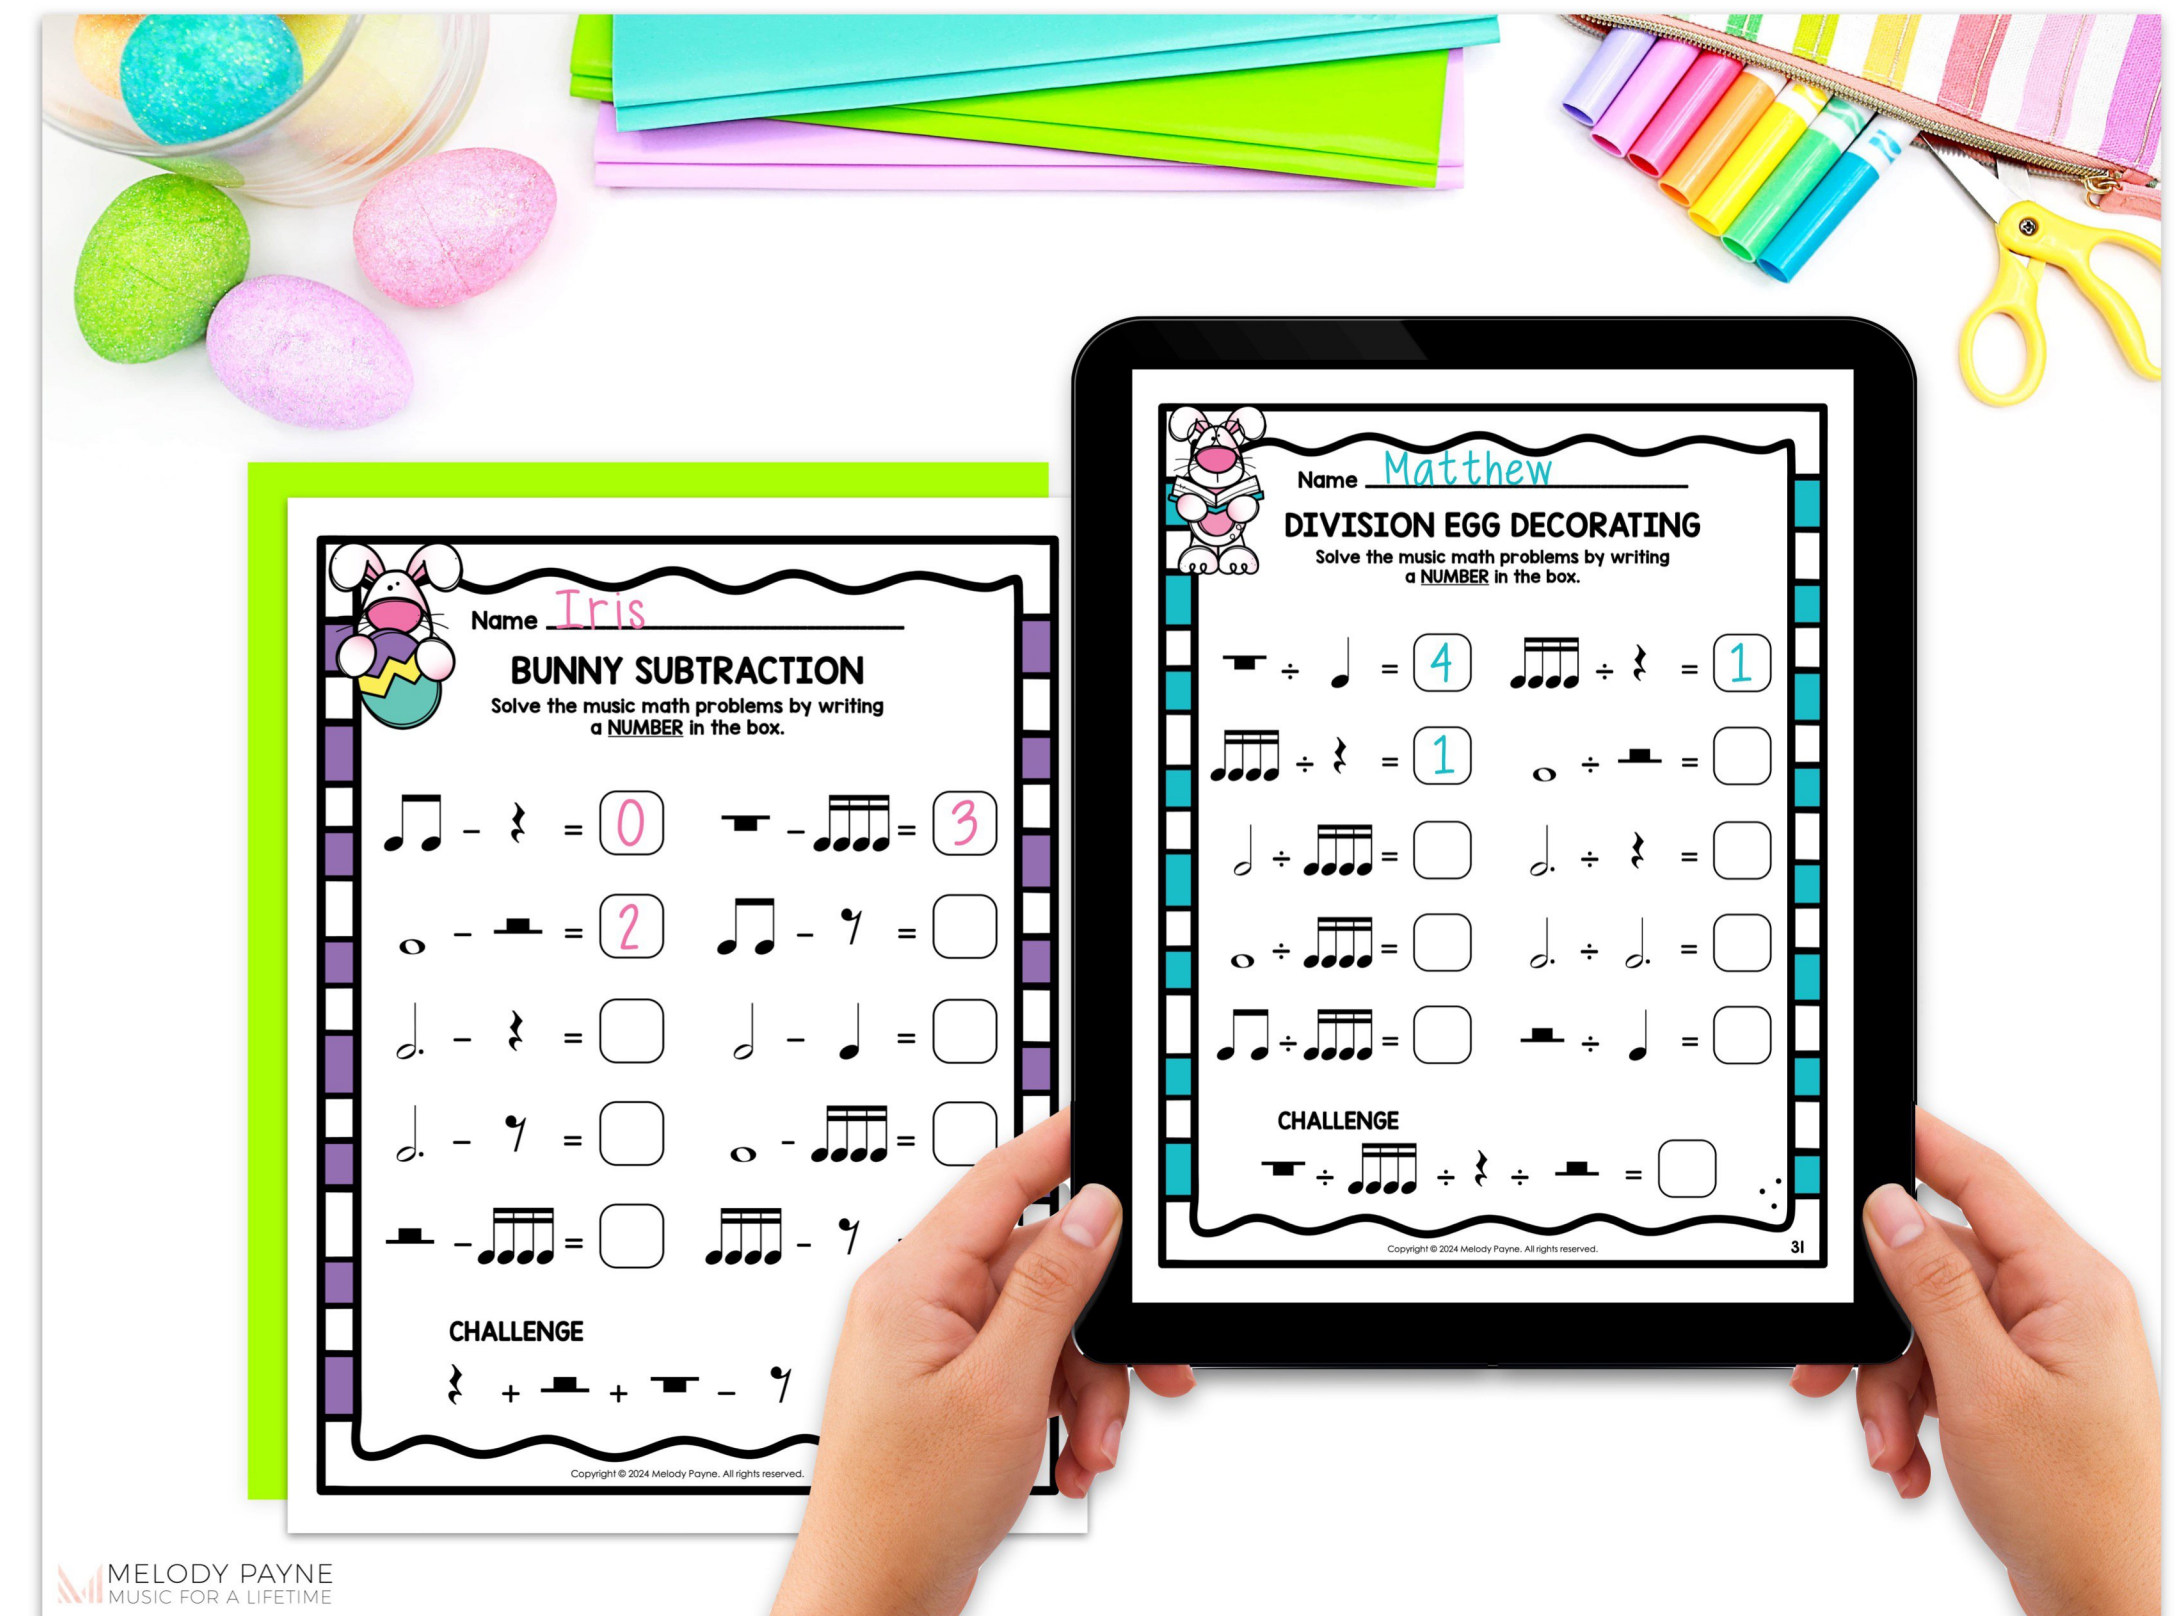 Name Iris
BUNNY SUBTRACTION
Solve the music math problems by writing
a NUMBER in the box.
♫ - 𝄽 = 0
𝄻 - 𝅘𝅥𝅯𝅘𝅥𝅯𝅘𝅥𝅯𝅘𝅥𝅯 = 3
𝅝 - 𝄼 = 2
♫ - 𝄾 =
𝅗𝅥. - 𝄽 =
𝅗𝅥 - ♩ =
𝅗𝅥. - 𝄾 =
𝅝 - 𝅘𝅥𝅯𝅘𝅥𝅯𝅘𝅥𝅯𝅘𝅥𝅯 =
𝄼 - 𝅘𝅥𝅯𝅘𝅥𝅯𝅘𝅥𝅯𝅘𝅥𝅯 =
𝅘𝅥𝅯𝅘𝅥𝅯𝅘𝅥𝅯𝅘𝅥𝅯 - 𝄾
CHALLENGE
𝄽 + 𝄼 + 𝄻 - 𝄾
Copyright © 2024 Melody Payne. All rights reserved.
Name Matthew
DIVISION EGG DECORATING
Solve the music math problems by writing
a NUMBER in the box.
𝄻 ÷ ♩ = 4
𝅘𝅥𝅯𝅘𝅥𝅯𝅘𝅥𝅯𝅘𝅥𝅯 ÷ 𝄽 = 1
𝅘𝅥𝅯𝅘𝅥𝅯𝅘𝅥𝅯𝅘𝅥𝅯 ÷ 𝄽 = 1
𝅝 ÷ 𝄼 =
𝅗𝅥 ÷ 𝅘𝅥𝅯𝅘𝅥𝅯𝅘𝅥𝅯𝅘𝅥𝅯 =
𝅗𝅥. ÷ 𝄽 =
𝅝 ÷ 𝅘𝅥𝅯𝅘𝅥𝅯𝅘𝅥𝅯𝅘𝅥𝅯 =
𝅗𝅥. ÷ 𝅗𝅥. =
♫ ÷ 𝅘𝅥𝅯𝅘𝅥𝅯𝅘𝅥𝅯𝅘𝅥𝅯 =
𝄼 ÷ ♩ =
CHALLENGE
𝄻 ÷ 𝅘𝅥𝅯𝅘𝅥𝅯𝅘𝅥𝅯𝅘𝅥𝅯 ÷ 𝄽 ÷ 𝄼 =
Copyright © 2024 Melody Payne. All rights reserved.
31
MELODY PAYNE
MUSIC FOR A LIFETIME